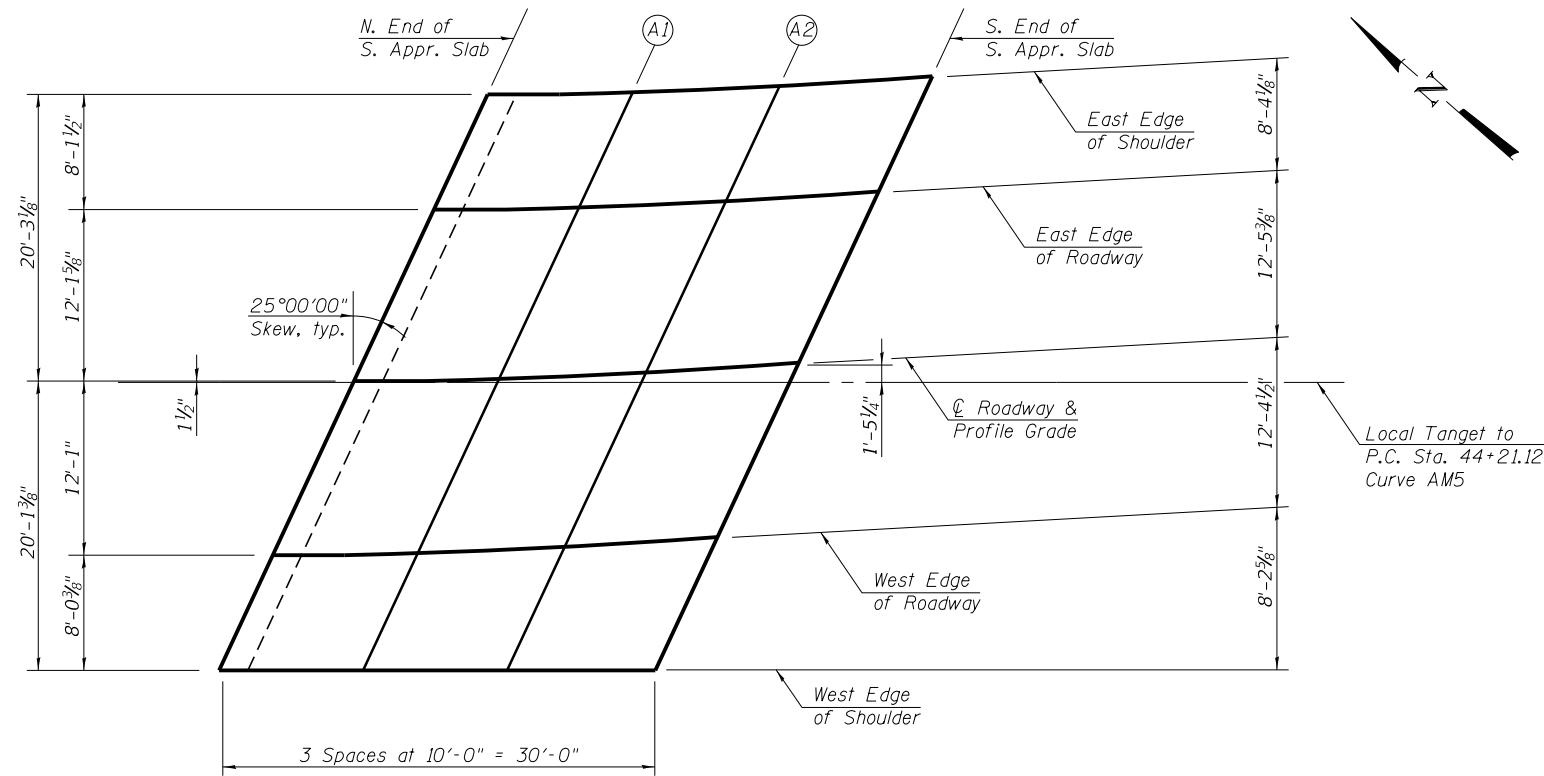 N. End of
S. Appr. Slab
A1
A2
S. End of
S. Appr. Slab
N
8'-1½"
20'-3⅛"
12'-1⅝"
25°00'00"
Skew, typ.
1½"
12'-1"
20'-1⅜"
8'-0⅜"
3 Spaces at 10'-0" = 30'-0"
East Edge
of Shoulder
East Edge
of Roadway
1'-5¼"
℄ Roadway &
Profile Grade
West Edge
of Roadway
West Edge
of Shoulder
8'-4⅛"
12'-5⅜"
12'-4½"
8'-2⅝"
Local Tanget to
P.C. Sta. 44+21.12
Curve AM5